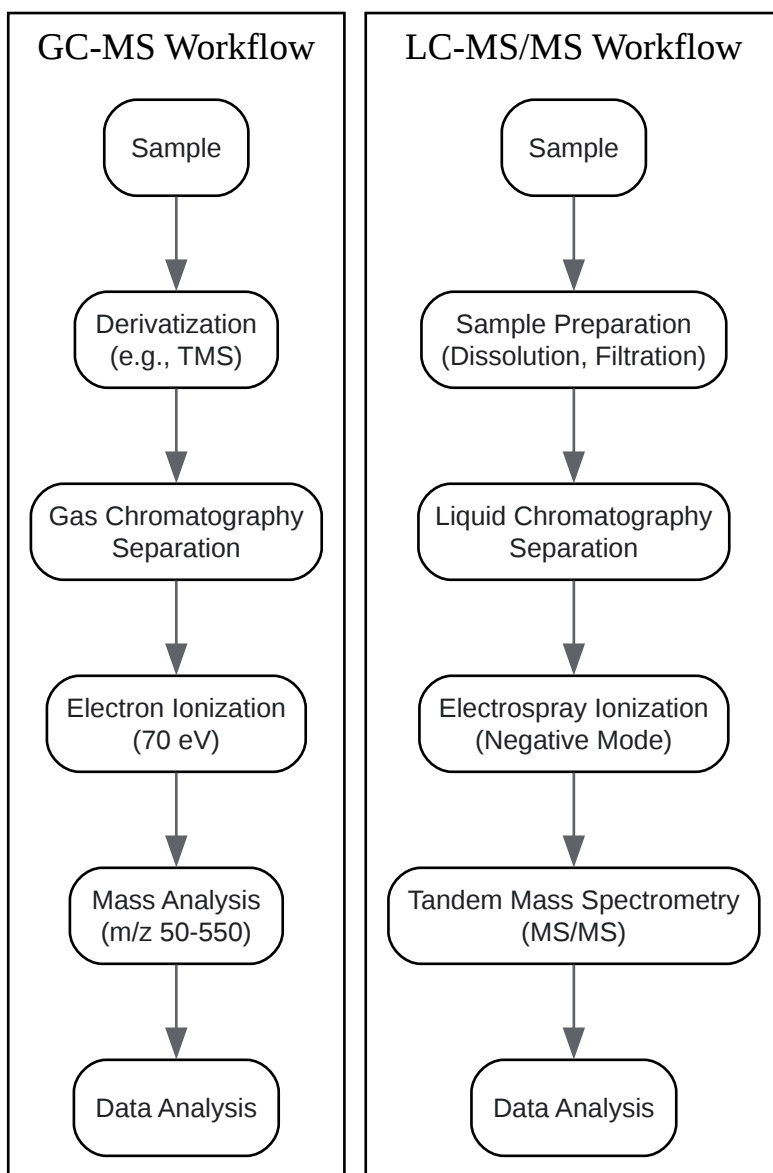 GC-MS Workflow
Sample
Derivatization
(e.g., TMS)
Gas Chromatography
Separation
Electron Ionization
(70 eV)
Mass Analysis
(m/z 50-550)
Data Analysis
LC-MS/MS Workflow
Sample
Sample Preparation
(Dissolution, Filtration)
Liquid Chromatography
Separation
Electrospray Ionization
(Negative Mode)
Tandem Mass Spectrometry
(MS/MS)
Data Analysis